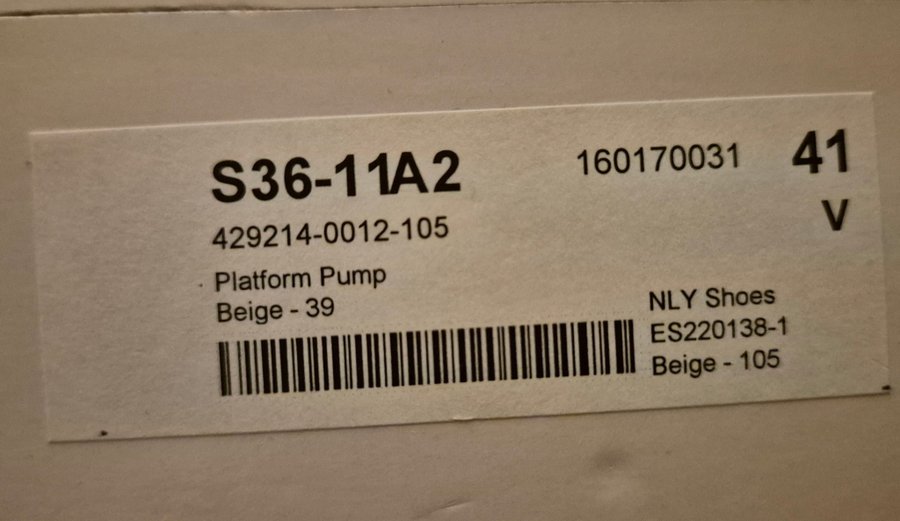 S36-11A2
160170031
41
V
429214-0012-105
Platform Pump
Beige - 39
NLY Shoes
ES220138-1
Beige - 105